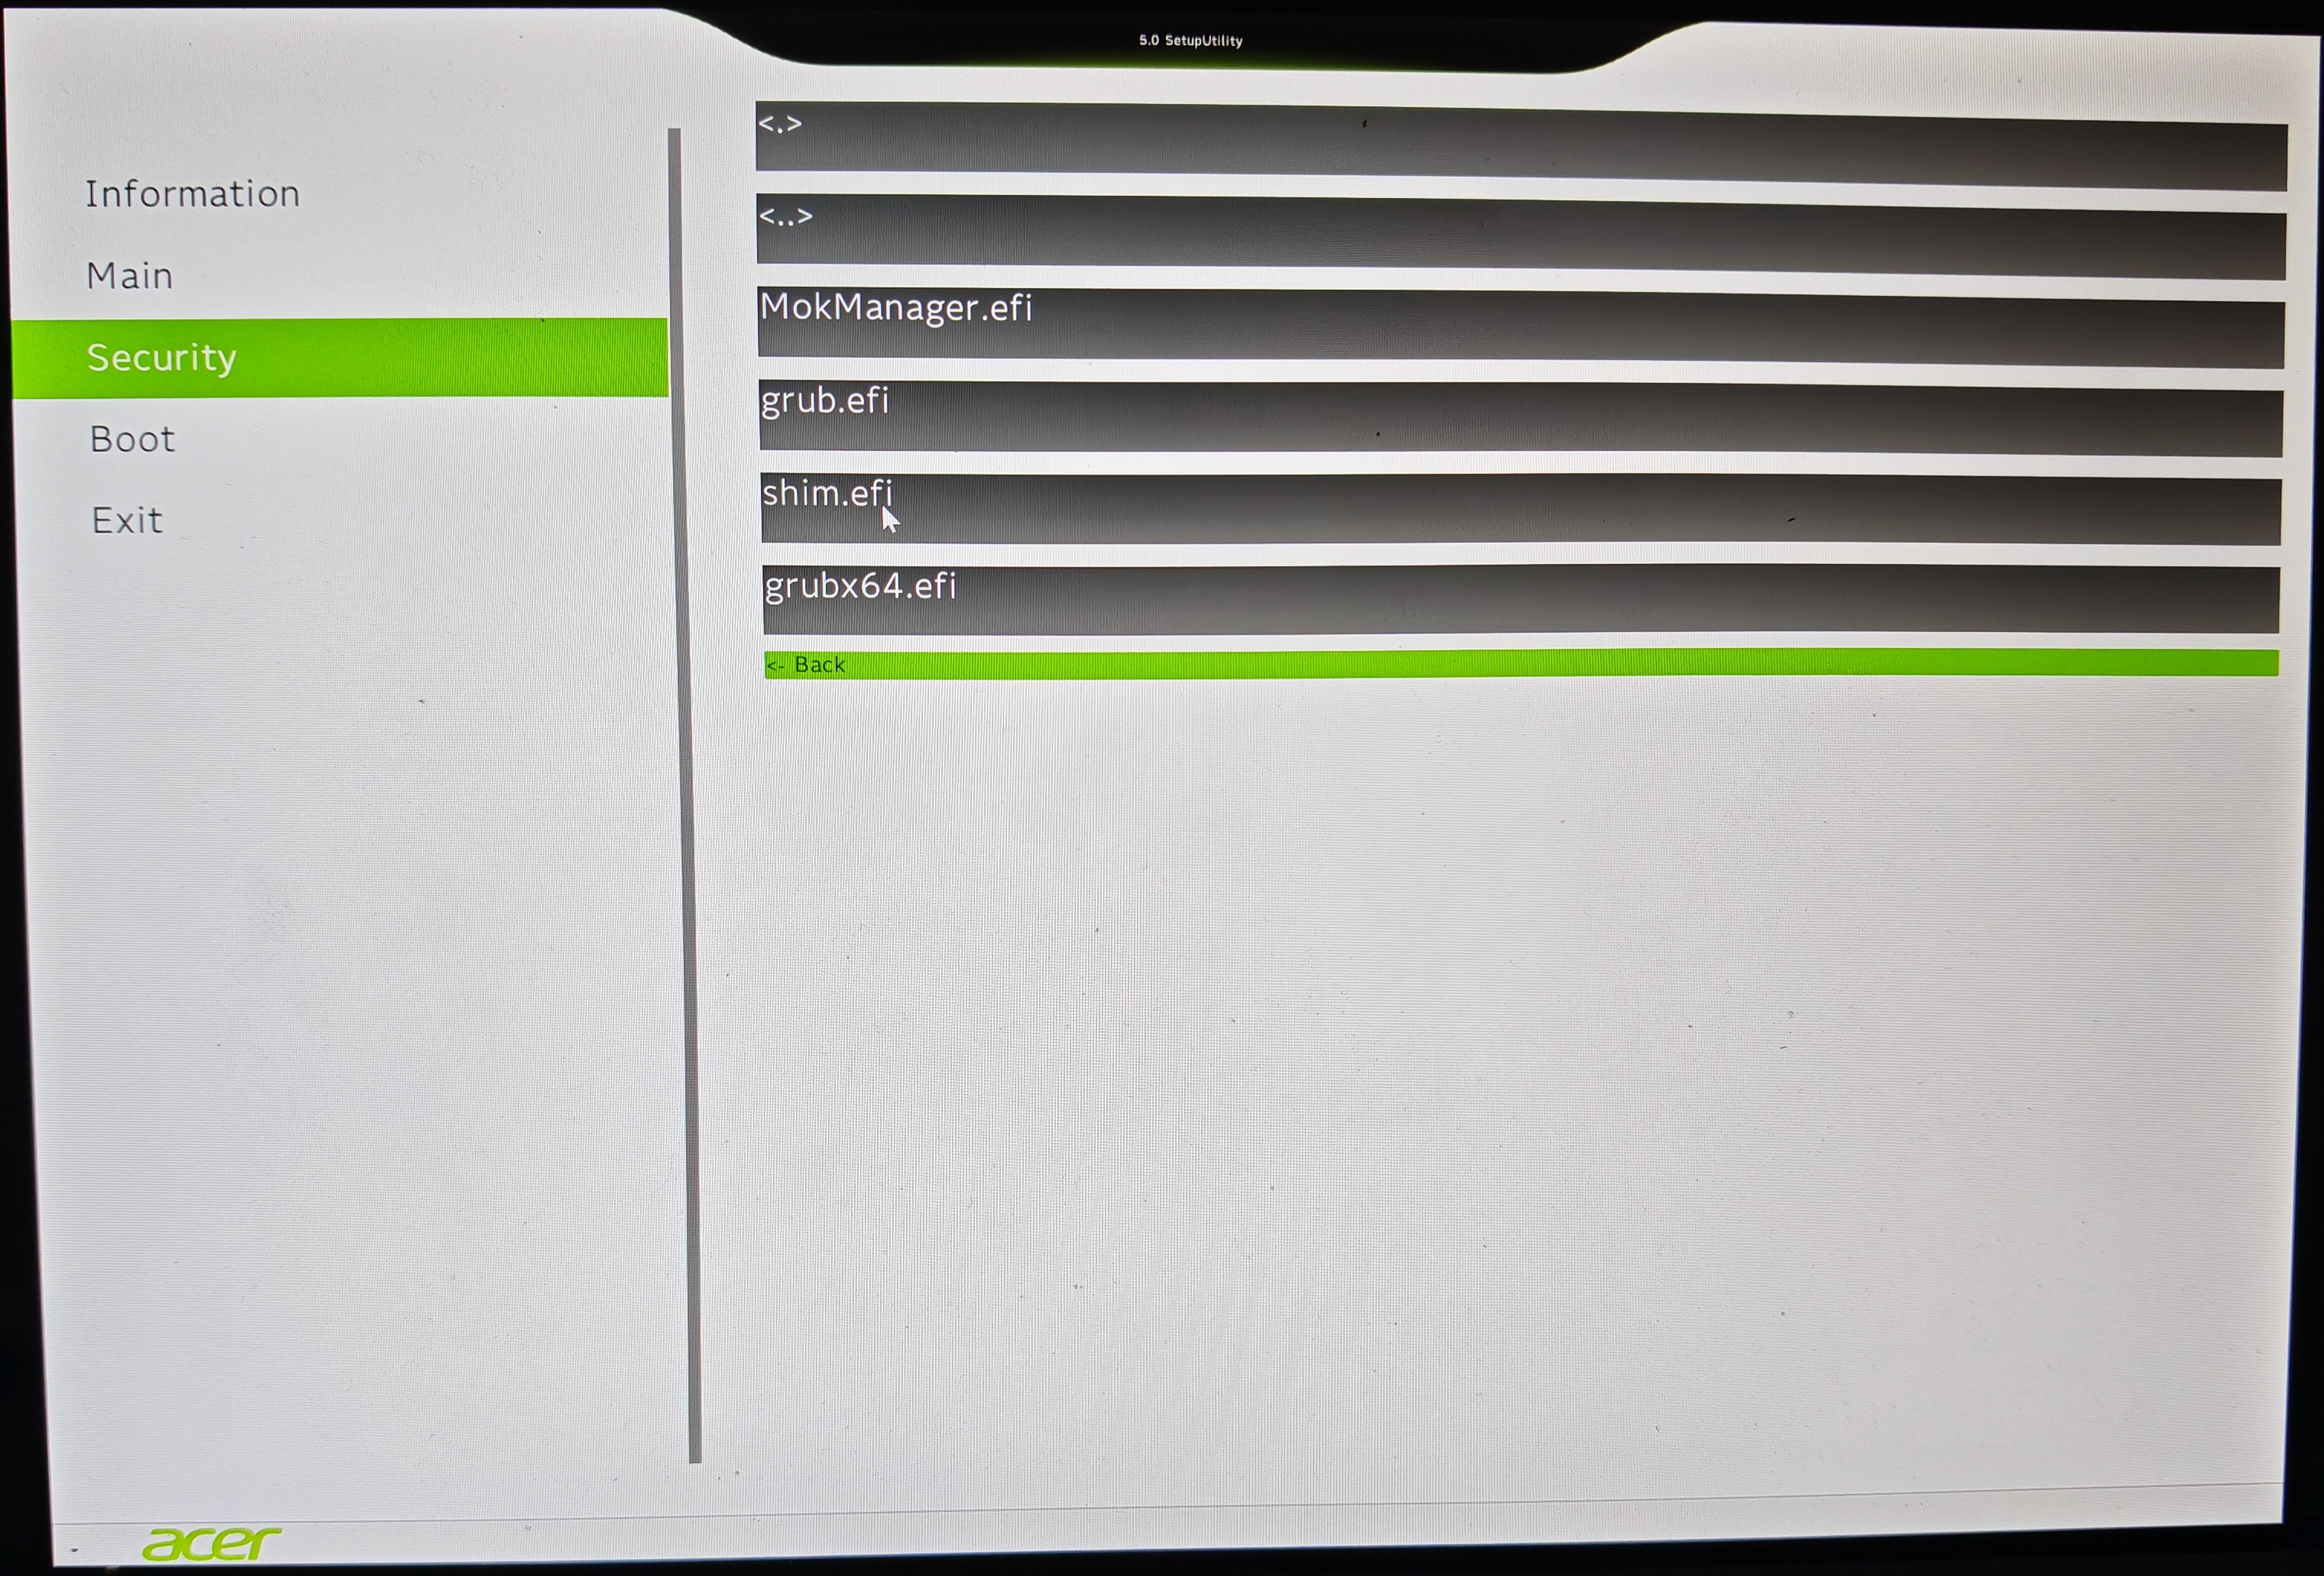 5.0 SetupUtility
Information
Main
Security
Boot
Exit
<.>
<..>
MokManager.efi
grub.efi
shim.efi
grubx64.efi
<- Back
acer